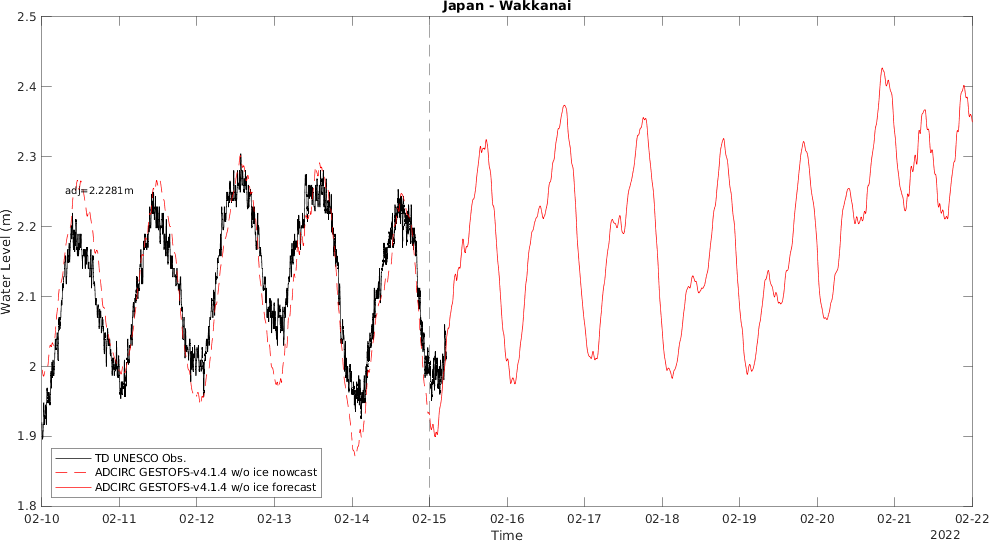 Japan - Wakkanai
2.5
2.4
2.3
2.2
2.1
2
1.9
1.8
Water Level (m)
adj=2.2281m
TD UNESCO Obs.
ADCIRC GESTOFS-v4.1.4 w/o ice nowcast
ADCIRC GESTOFS-v4.1.4 w/o ice forecast
02-10 02-11 02-12 02-13 02-14 02-15 02-16 02-17 02-18 02-19 02-20 02-21 02-22
Time
2022